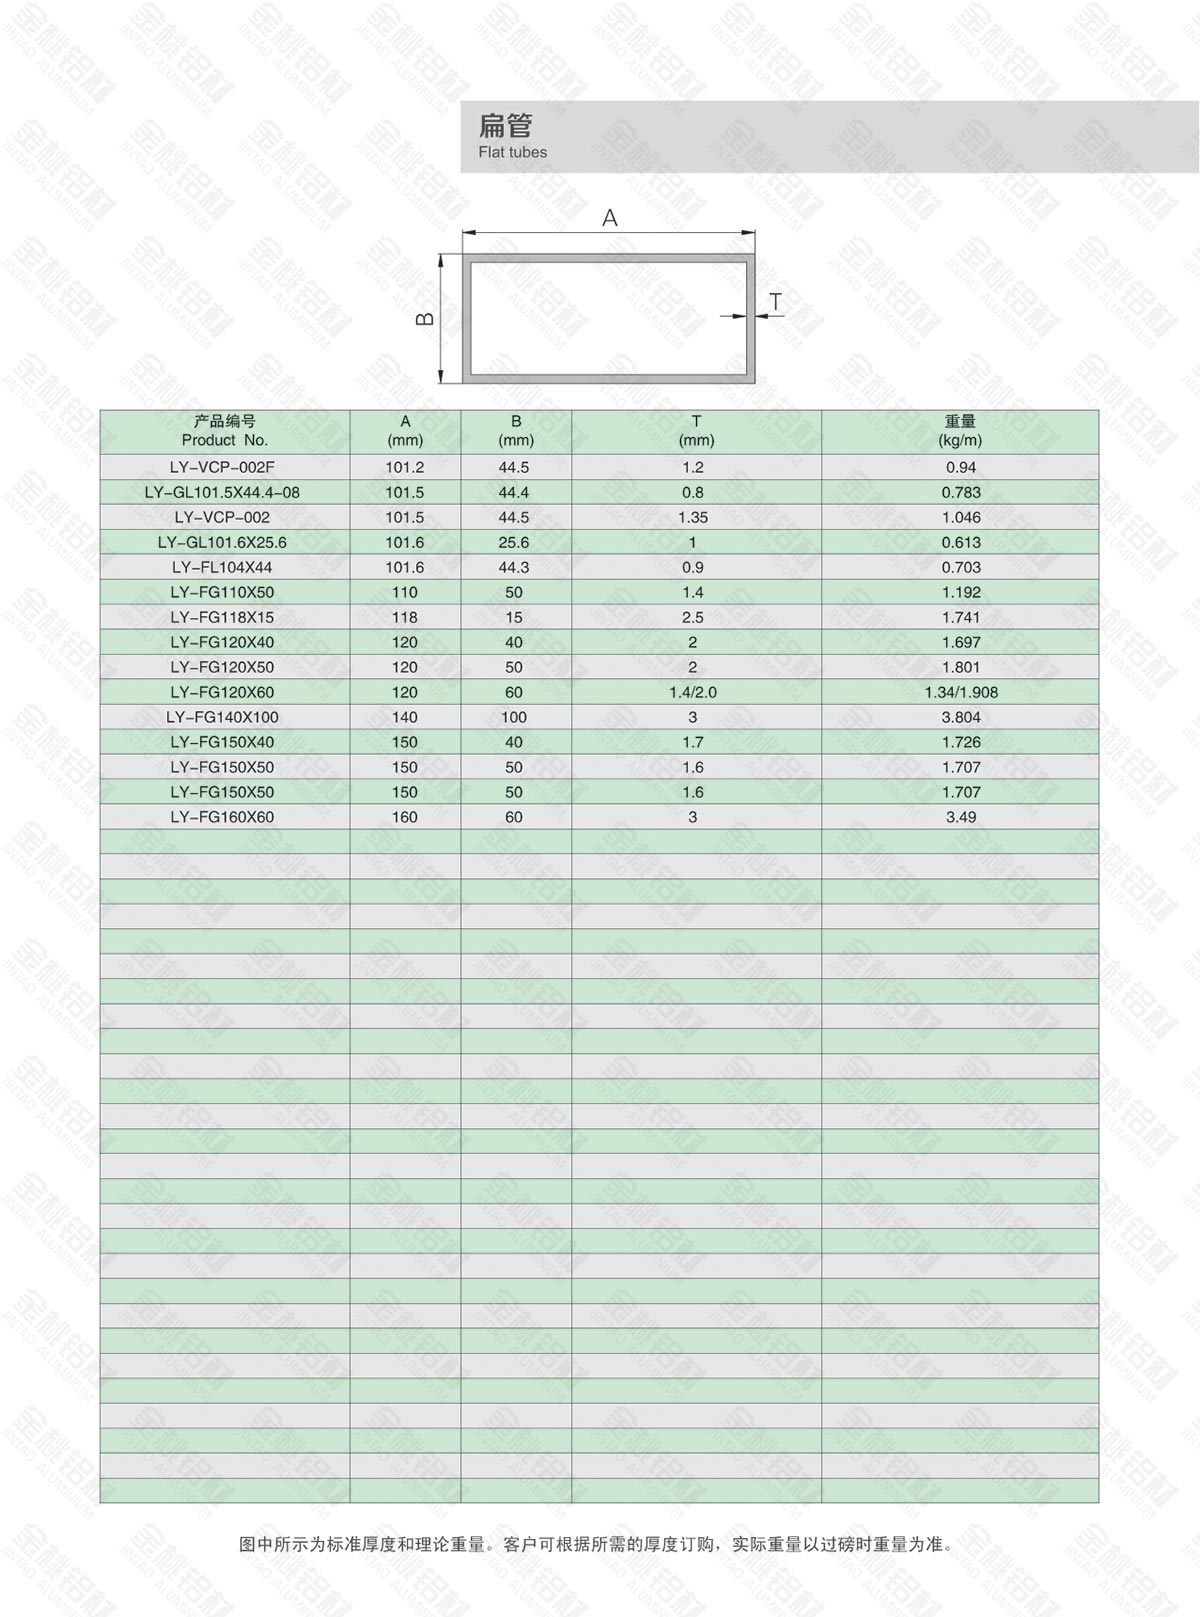 扁管
Flat tubes
A
B
T
产品编号 A B T 重量
Product No. (mm) (mm) (mm) (kg/m)
LY-VCP-002F 101.2 44.5 1.2 0.94
LY-GL101.5X44.4-08 101.5 44.4 0.8 0.783
LY-VCP-002 101.5 44.5 1.35 1.046
LY-GL101.6X25.6 101.6 25.6 1 0.613
LY-FL104X44 101.6 44.3 0.9 0.703
LY-FG110X50 110 50 1.4 1.192
LY-FG118X15 118 15 2.5 1.741
LY-FG120X40 120 40 2 1.697
LY-FG120X50 120 50 2 1.801
LY-FG120X60 120 60 1.4/2.0 1.34/1.908
LY-FG140X100 140 100 3 3.804
LY-FG150X40 150 40 1.7 1.726
LY-FG150X50 150 50 1.6 1.707
LY-FG150X50 150 50 1.6 1.707
LY-FG160X60 160 60 3 3.49
图中所示为标准厚度和理论重量。客户可根据所需的厚度订购，实际重量以过磅时重量为准。
金桃铝材
JINTAO ALUMINIUM